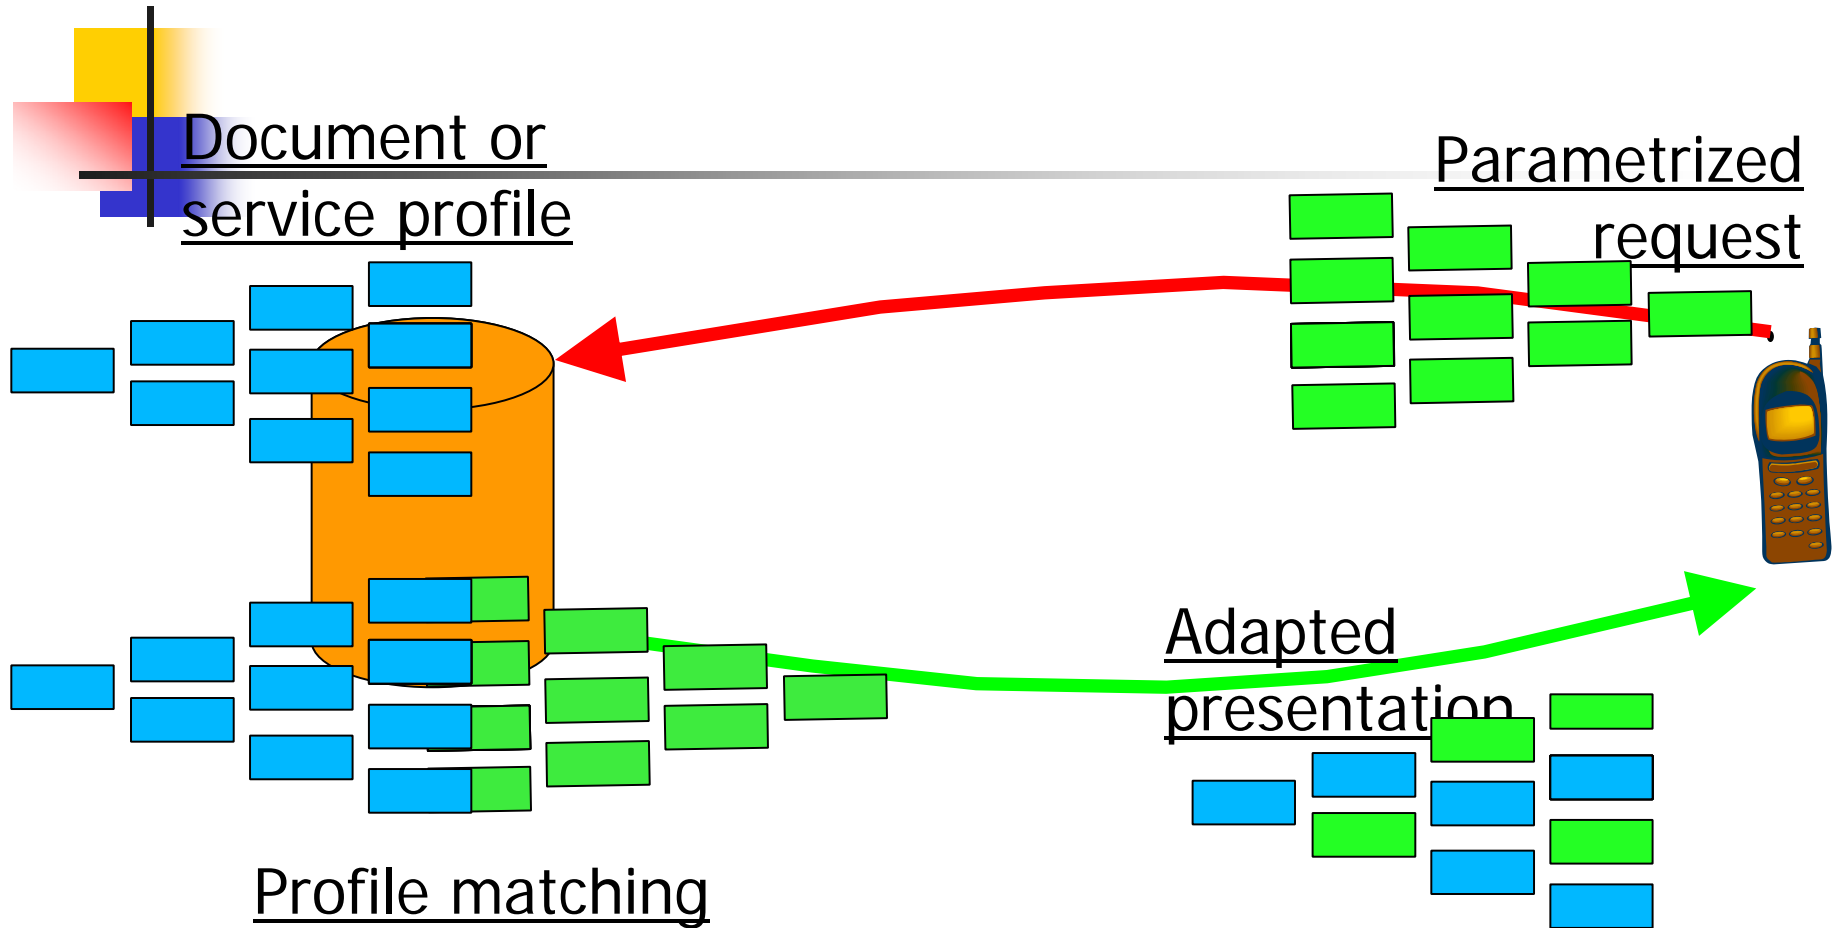 Document or
service profile
Parametrized
request
Adapted
presentation
Profile matching